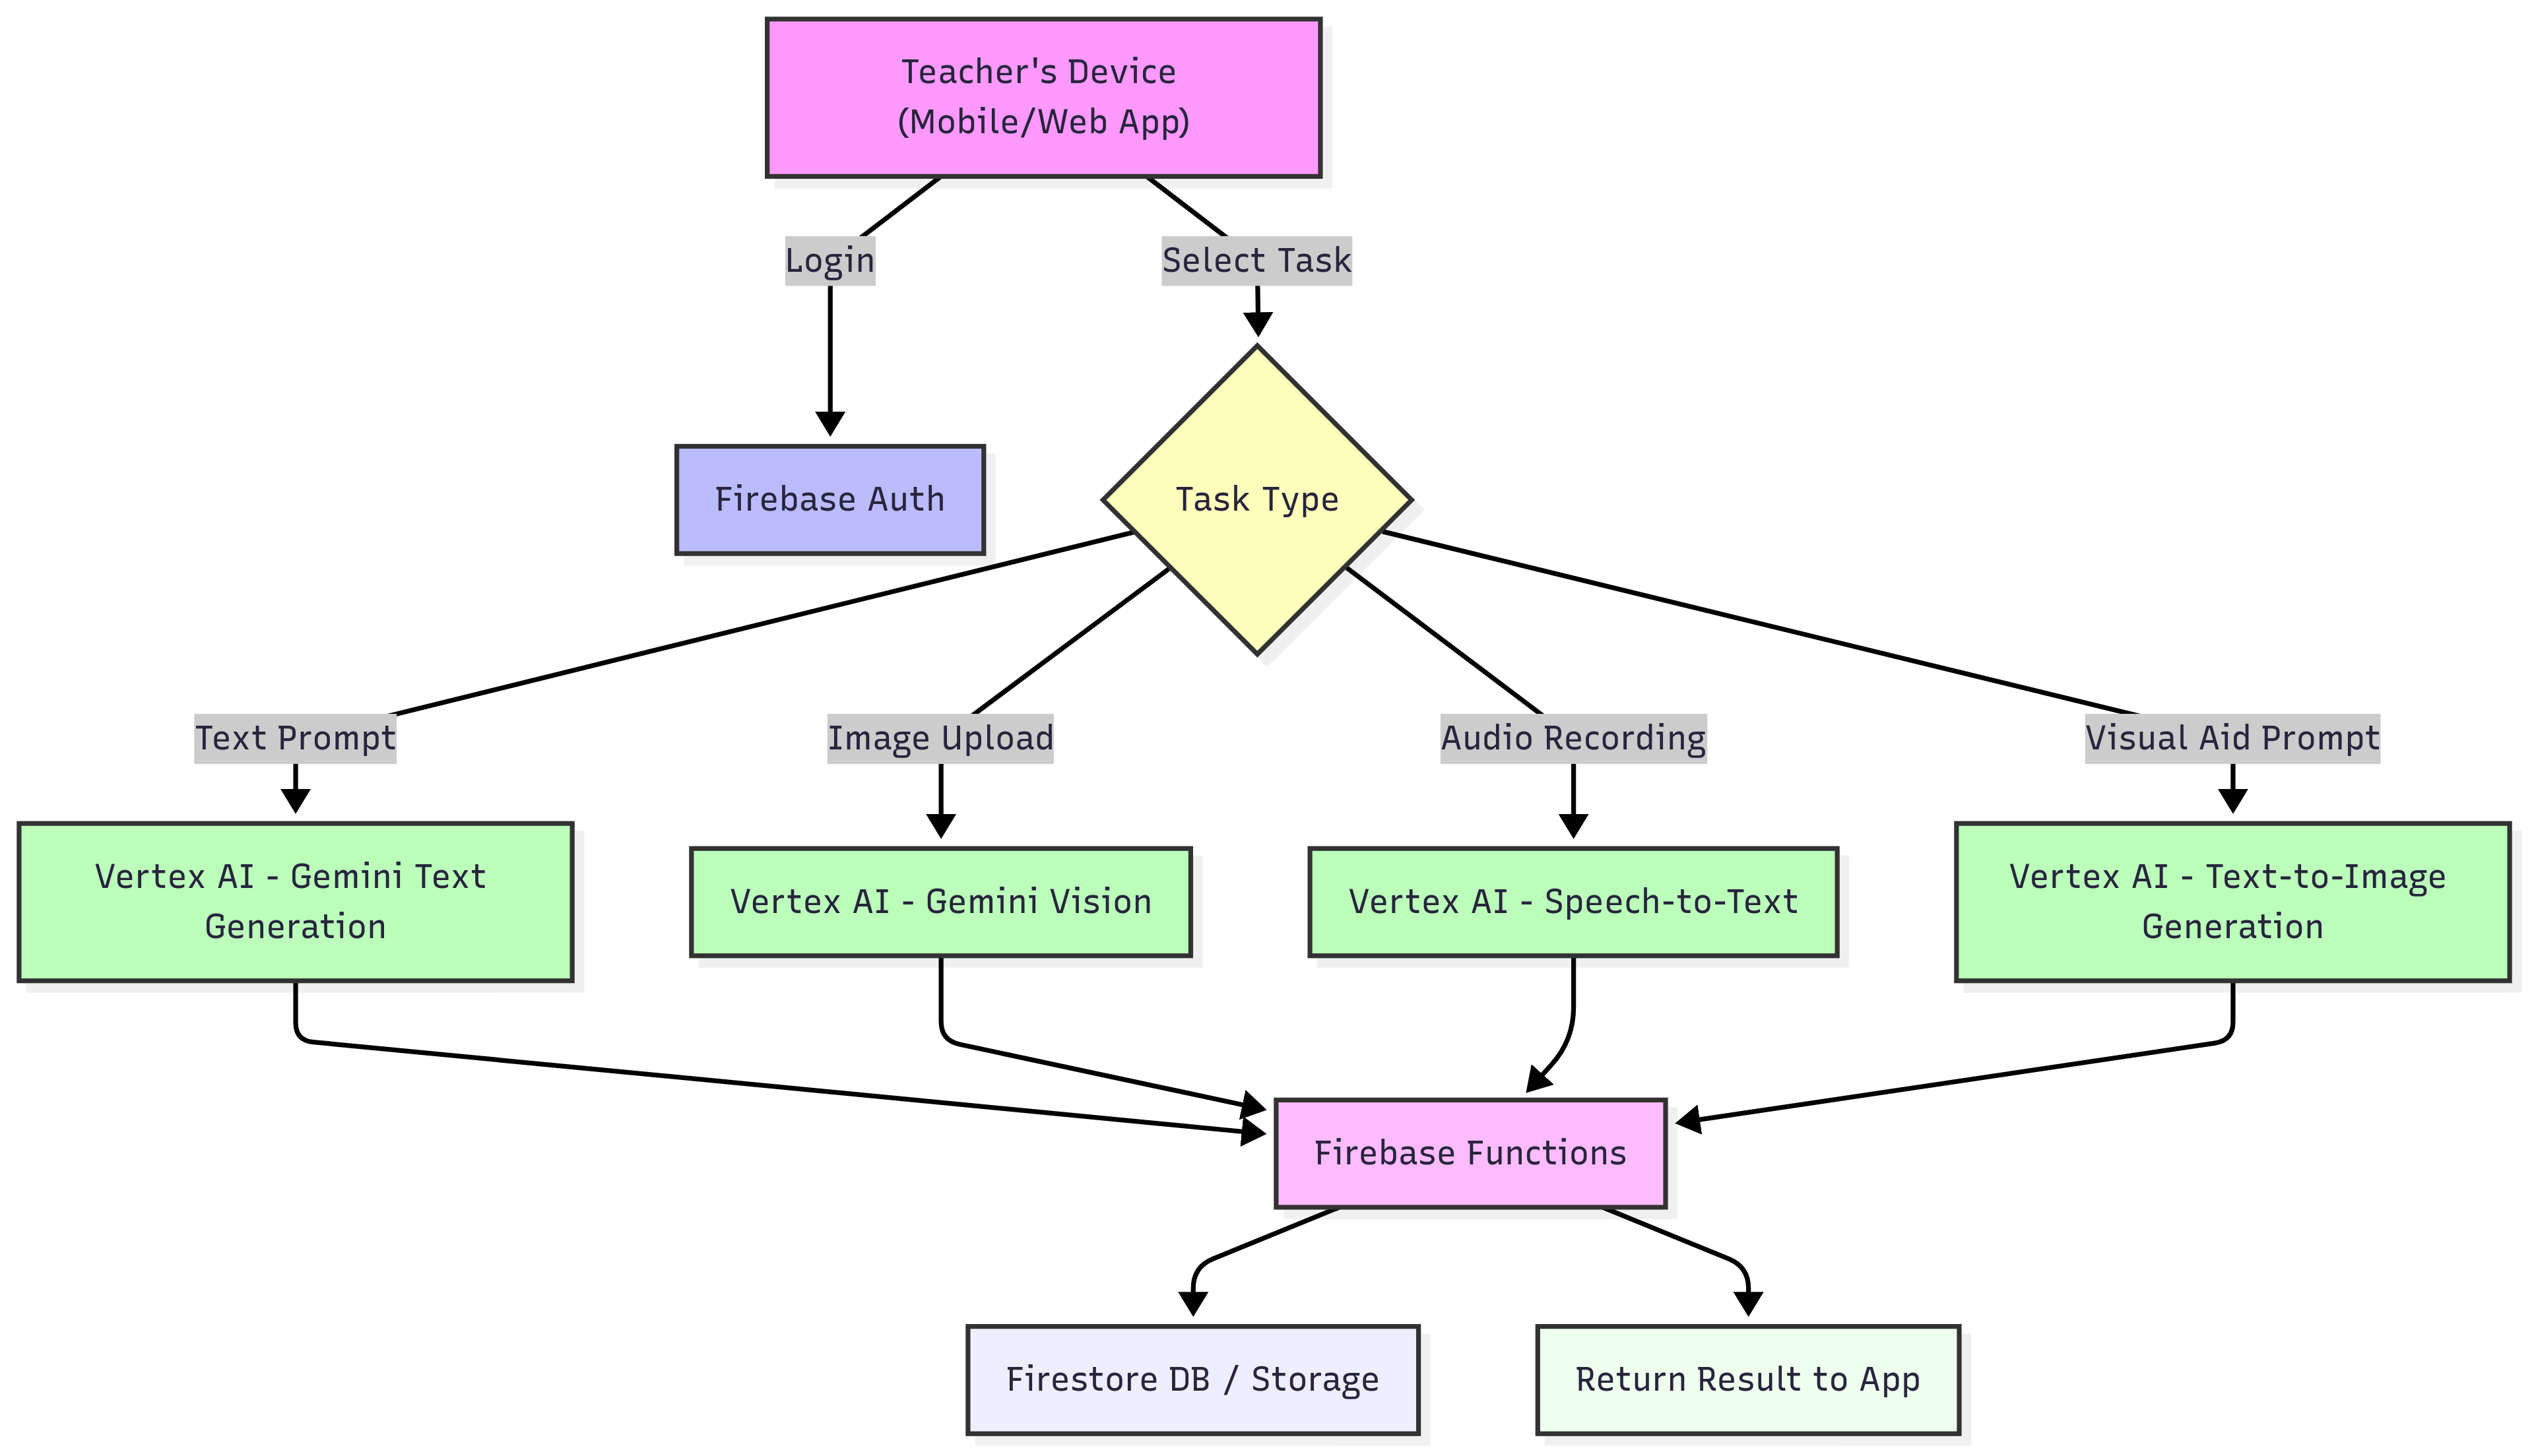 Teacher's Device
(Mobile/Web App)
Login
Select Task
Firebase Auth
Task Type
Text Prompt
Image Upload
Audio Recording
Visual Aid Prompt
Vertex AI - Gemini Text
Generation
Vertex AI - Gemini Vision
Vertex AI - Speech-to-Text
Vertex AI - Text-to-Image
Generation
Firebase Functions
Firestore DB / Storage
Return Result to App